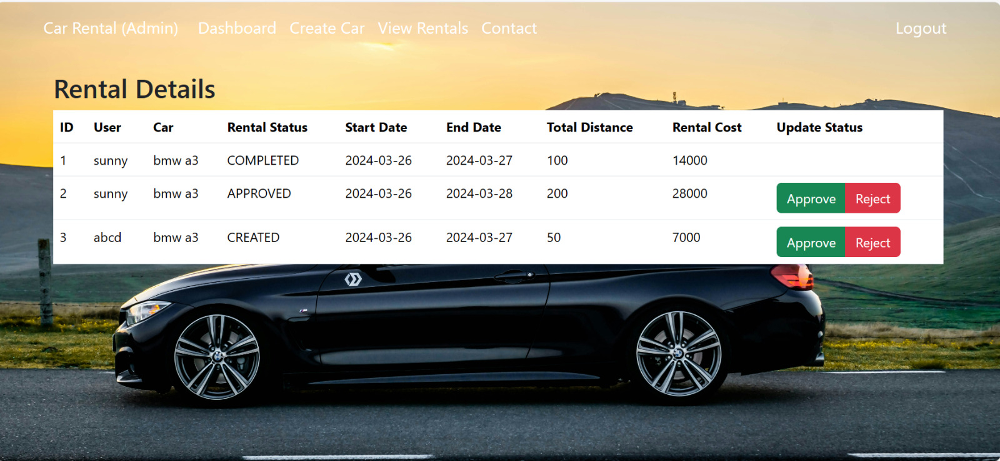 Car Rental (Admin) Dashboard Create Car View Rentals Contact Logout
Rental Details
ID User Car Rental Status Start Date End Date Total Distance Rental Cost Update Status
1 sunny bmw a3 COMPLETED 2024-03-26 2024-03-27 100 14000
2 sunny bmw a3 APPROVED 2024-03-26 2024-03-28 200 28000 Approve Reject
3 abcd bmw a3 CREATED 2024-03-26 2024-03-27 50 7000 Approve Reject